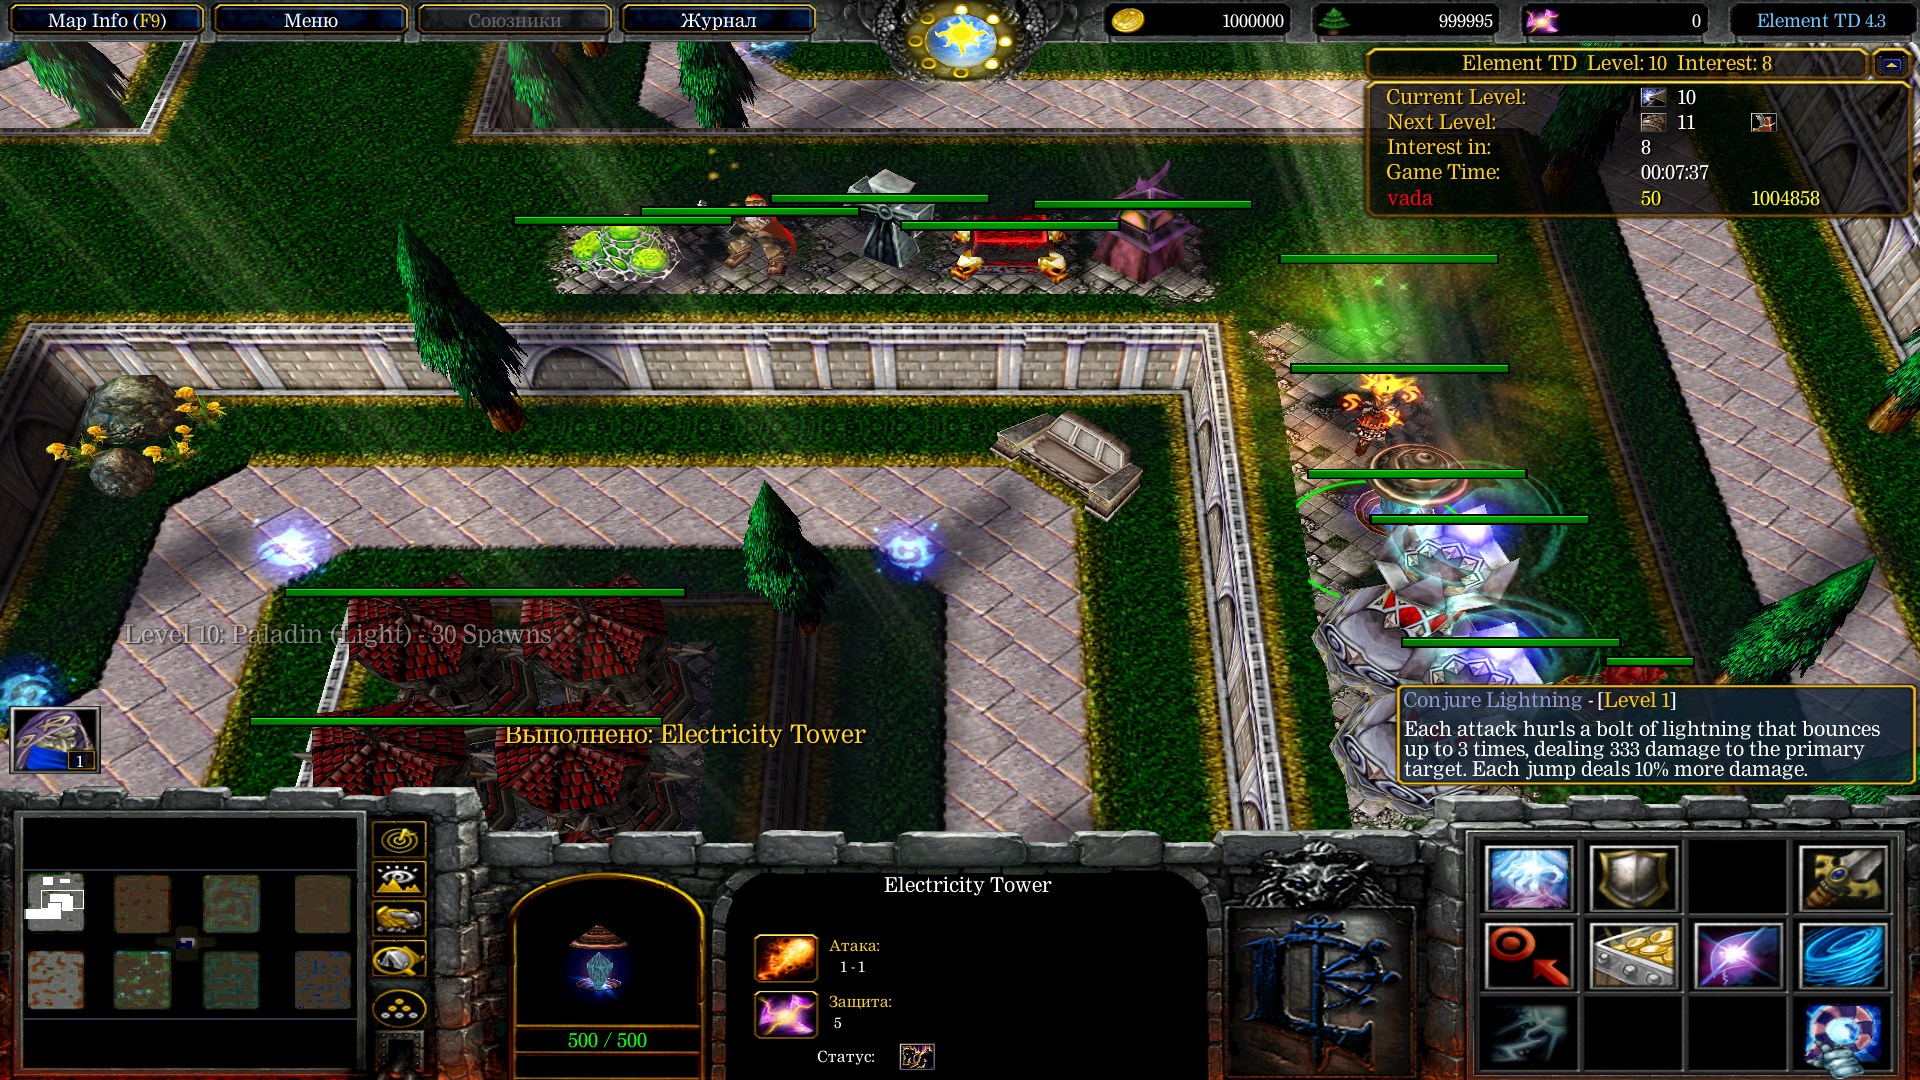 Map Info (F9) Меню Союзники Журнал 1000000 999995 0 Element TD 4.3
Element TD Level: 10 Interest: 8
Current Level: 10
Next Level: 11
Interest in: 8
Game Time: 00:07:37
vada 50 1004858
Level 10: Paladin (Light) - 30 Spawns
Выполнено: Electricity Tower
1
Conjure Lightning - [Level 1]
Each attack hurls a bolt of lightning that bounces
up to 3 times, dealing 333 damage to the primary
target. Each jump deals 10% more damage.
Electricity Tower
Атака:
1 - 1
Защита:
5
500 / 500
Статус: